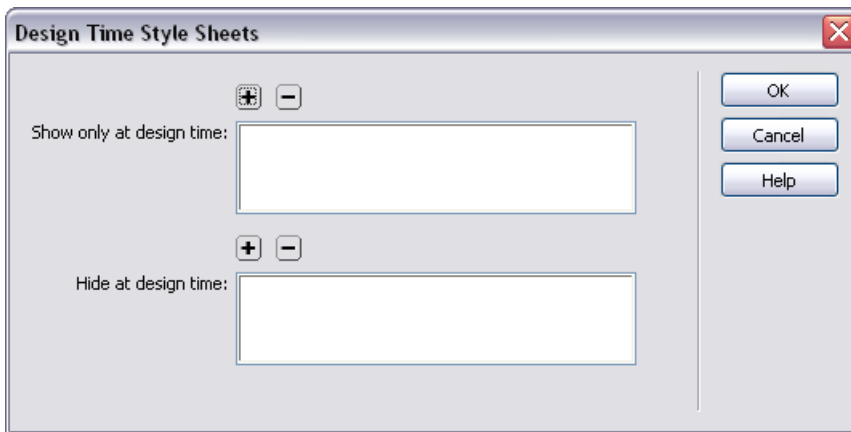 Design Time Style Sheets
Show only at design time:
Hide at design time:
OK
Cancel
Help